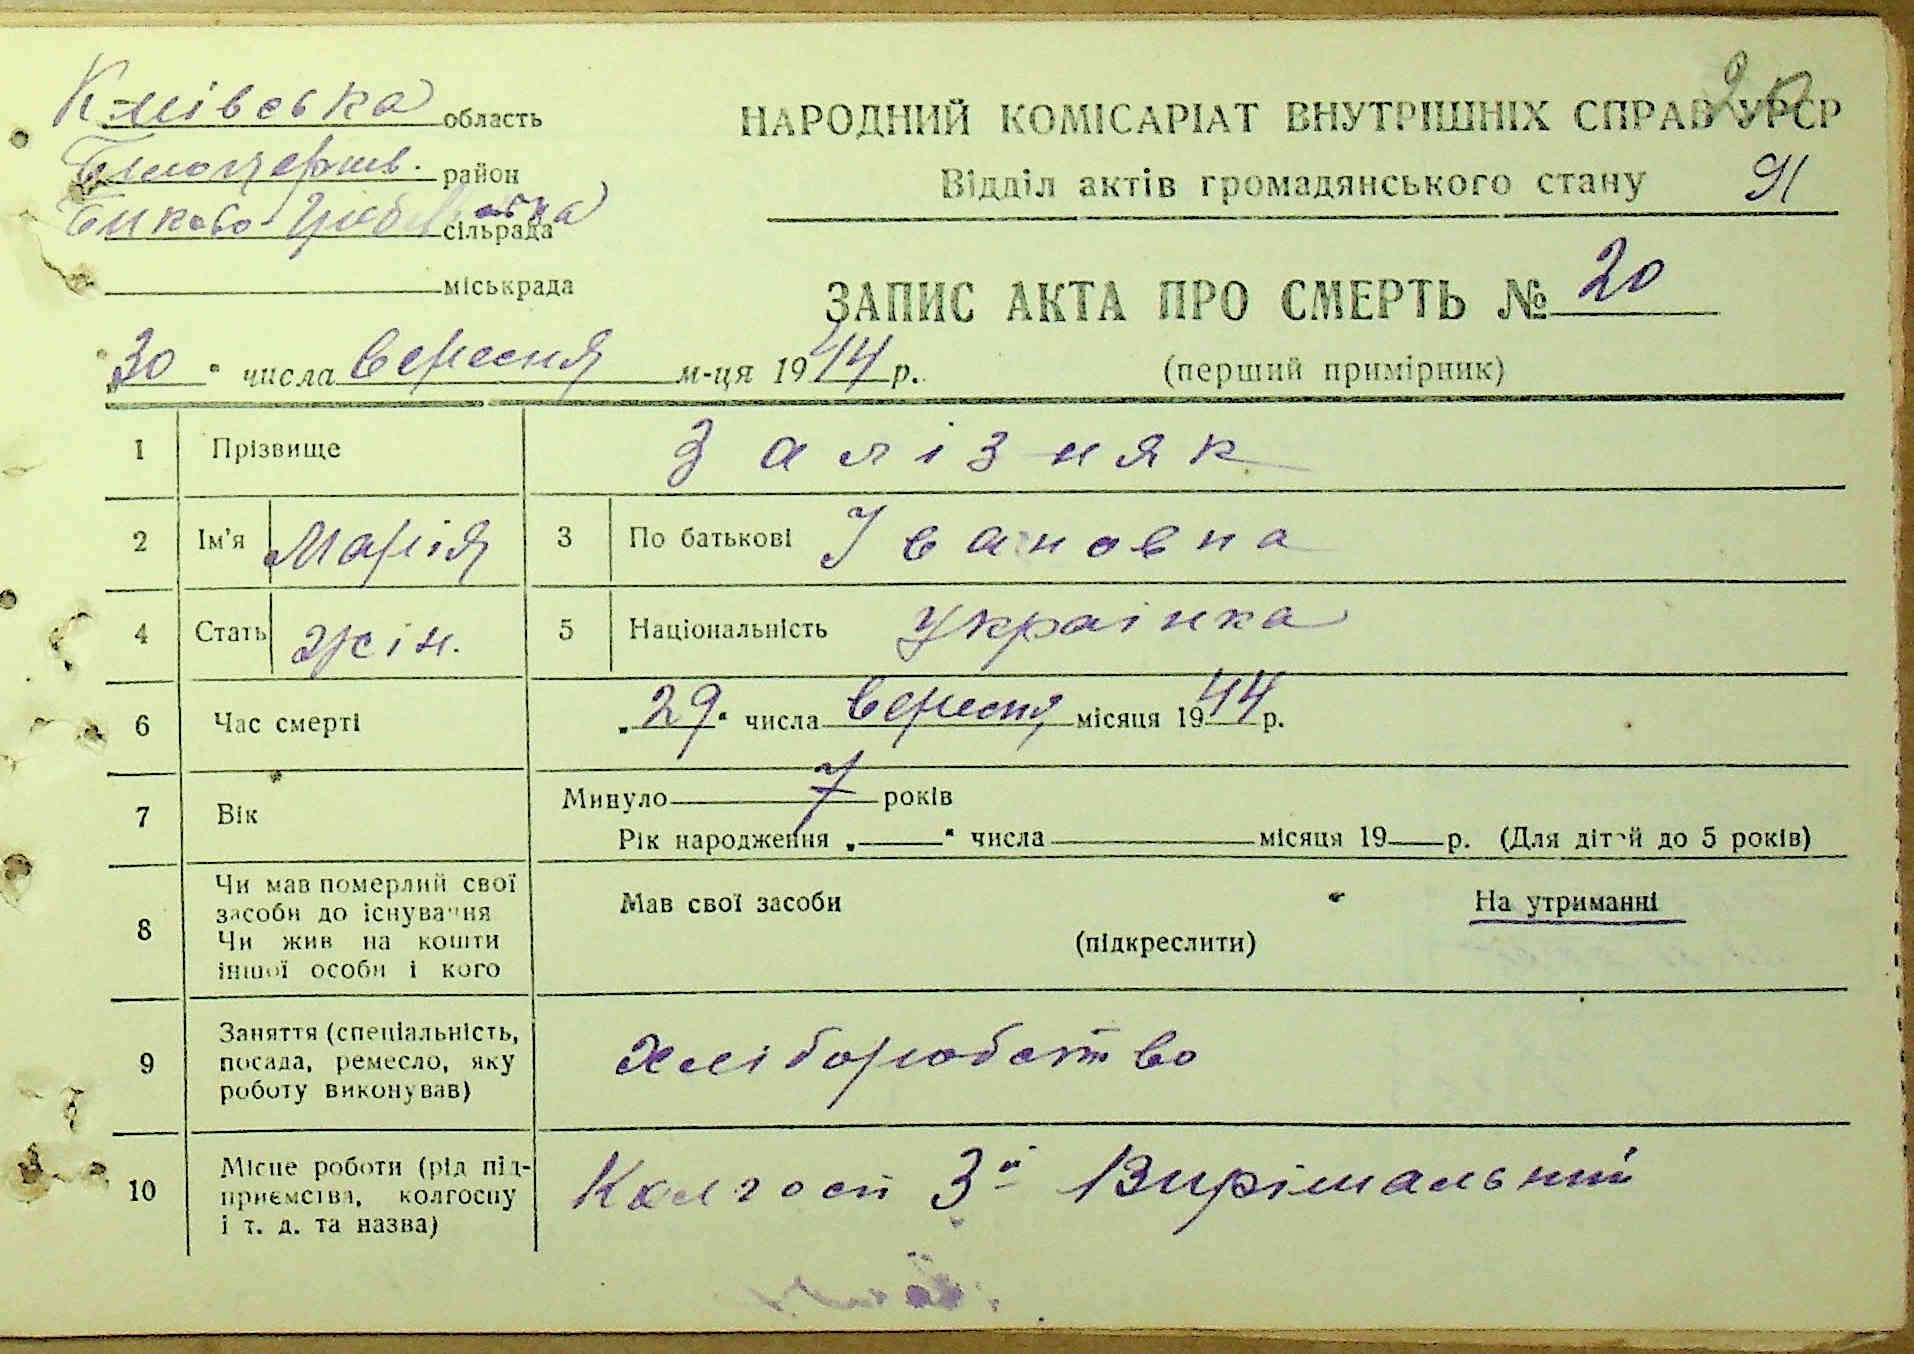 Київська область
Білоцерків. район
Биково-Гребельська сільрада
міськрада
НАРОДНИЙ КОМІСАРІАТ ВНУТРІШНІХ СПРАВ УРСР
Відділ актів громадянського стану 91
ЗАПИС АКТА ПРО СМЕРТЬ № 20
(перший примірник)
„30" числа вересня м-ця 1944 р.
1 Прізвище Залізняк
2 Ім'я Марія 3 По батькові Івановна
4 Стать жін. 5 Національність Українка
6 Час смерті „29" числа вересня місяця 1944 р.
7 Вік Минуло 7 років
Рік народження „ " числа місяця 19 р. (Для дітей до 5 років)
8 Чи мав померлий свої
засоби до існування
Чи жив на кошти
іншої особи і кого
Мав свої засоби На утриманні
(підкреслити)
9 Заняття (спеціальність,
посада, ремесло, яку
роботу виконував)
хліборобство
10 Місце роботи (рід під-
приємства, колгоспу
і т. д. та назва)
Колгосп 3й Вирішальний